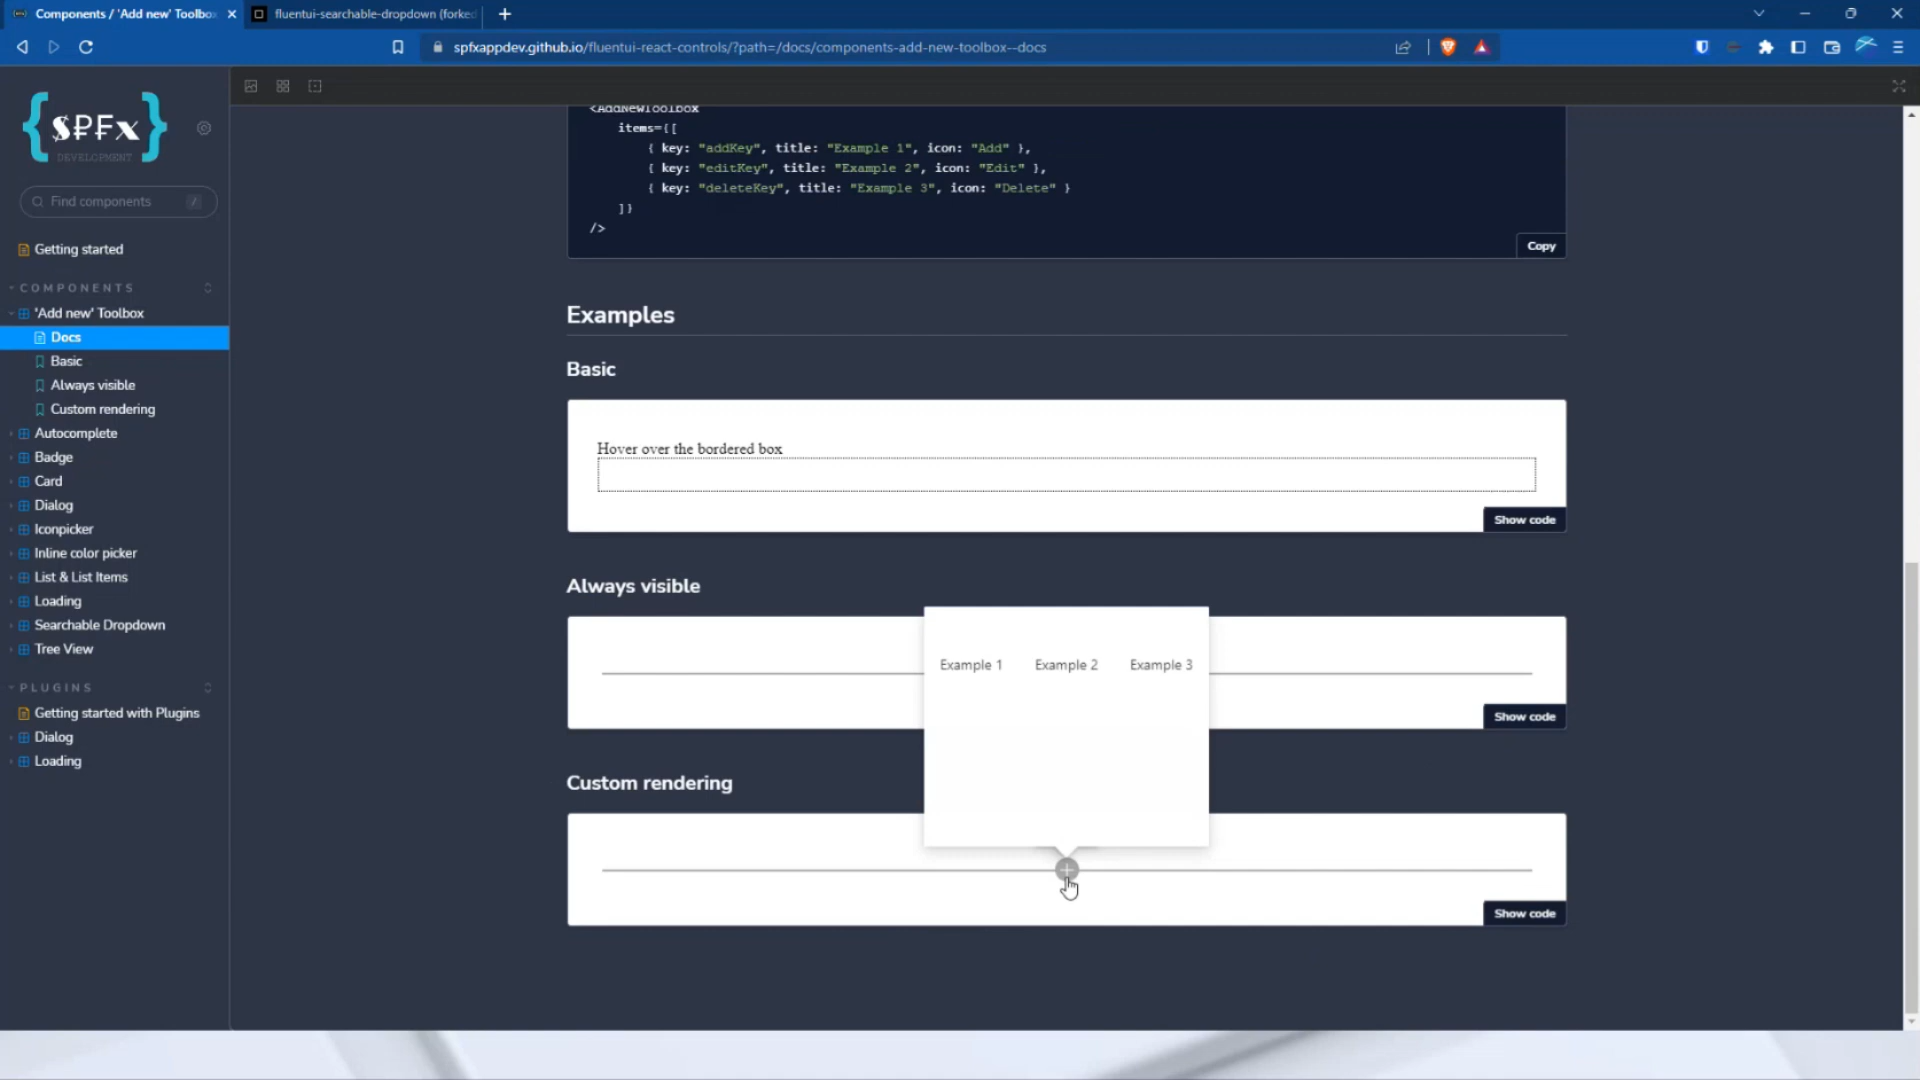 Components / 'Add new' Toolbo
fluentui-searchable-dropdown (forked
spfxappdev.github.io/fluentui-react-controls/?path=/docs/components-add-new-toolbox--docs
{SPFx}
DEVELOPMENT
Find components /
Getting started
COMPONENTS
'Add new' Toolbox
Docs
Basic
Always visible
Custom rendering
Autocomplete
Badge
Card
Dialog
Iconpicker
Inline color picker
List & List Items
Loading
Searchable Dropdown
Tree View
PLUGINS
Getting started with Plugins
Dialog
Loading
<AddNewToolbox
items={[
{ key: "addKey", title: "Example 1", icon: "Add" },
{ key: "editKey", title: "Example 2", icon: "Edit" },
{ key: "deleteKey", title: "Example 3", icon: "Delete" }
]}
/>
Copy
Examples
Basic
Hover over the bordered box
Show code
Always visible
Example 1 Example 2 Example 3
Show code
Custom rendering
Show code